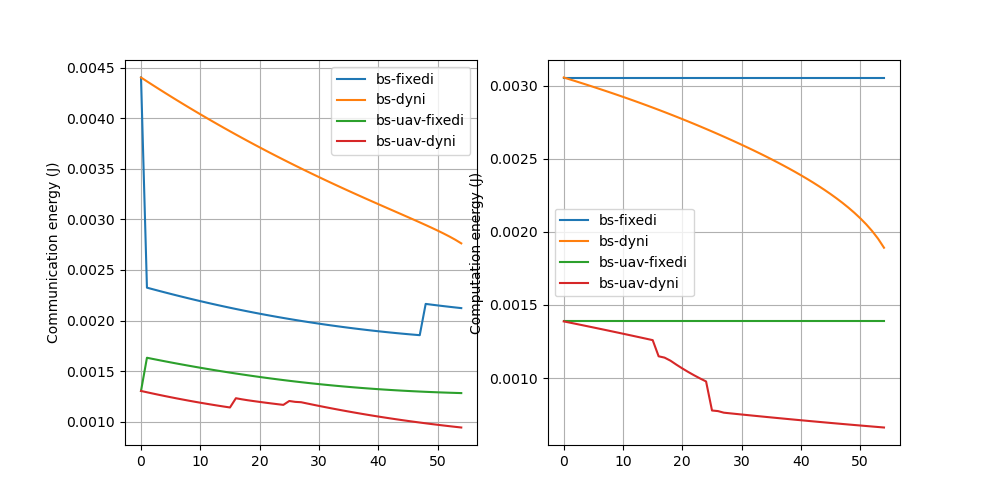 Communication energy (J)
0.0045
0.0040
0.0035
0.0030
0.0025
0.0020
0.0015
0.0010
0 10 20 30 40 50
bs-fixedi
bs-dyni
bs-uav-fixedi
bs-uav-dyni
Computation energy (J)
0.0030
0.0025
0.0020
0.0015
0.0010
0 10 20 30 40 50
bs-fixedi
bs-dyni
bs-uav-fixedi
bs-uav-dyni